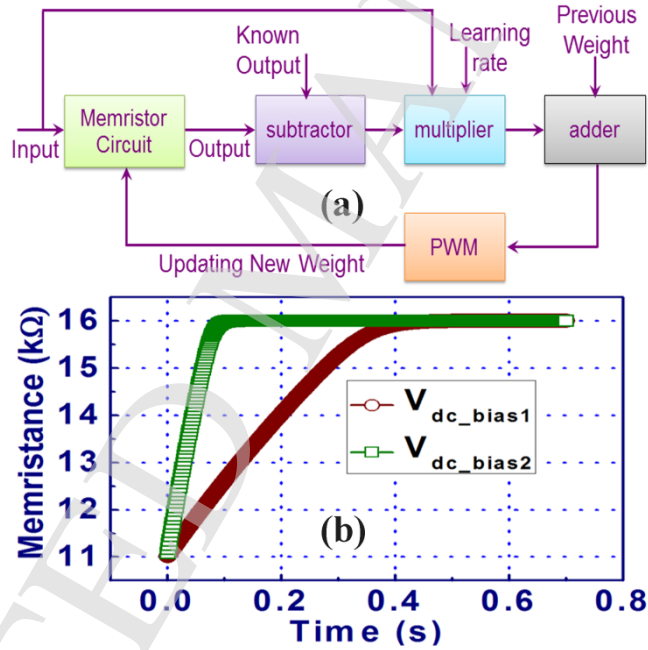 Known
Output
Learning
rate
Previous
Weight
Memristor
Circuit
subtractor
multiplier
adder
Input
Output
(a)
PWM
Updating New Weight
Memristance (kΩ)
16
15
14
13
12
11
V dc_bias1
V dc_bias2
(b)
0.0 0.2 0.4 0.6 0.8
Time (s)
TED MA